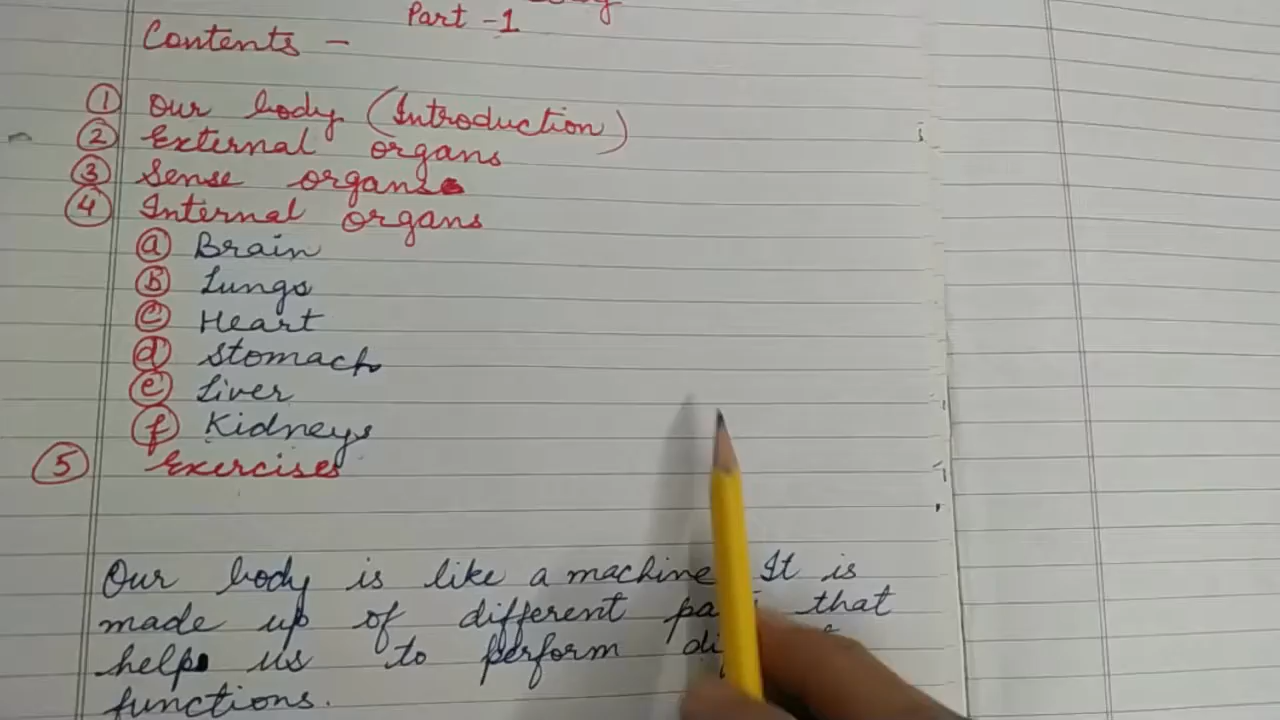 Part -1
Contents -
① Our body (Introduction)
② External organs
③ Sense organs
④ Internal organs
ⓐ Brain
Ⓑ Lungs
ⓒ Heart
ⓓ Stomach
ⓔ Liver
ⓕ Kidneys
⑤ Exercises
Our body is like a machine It is
made up of different that
help us to perform
functions.